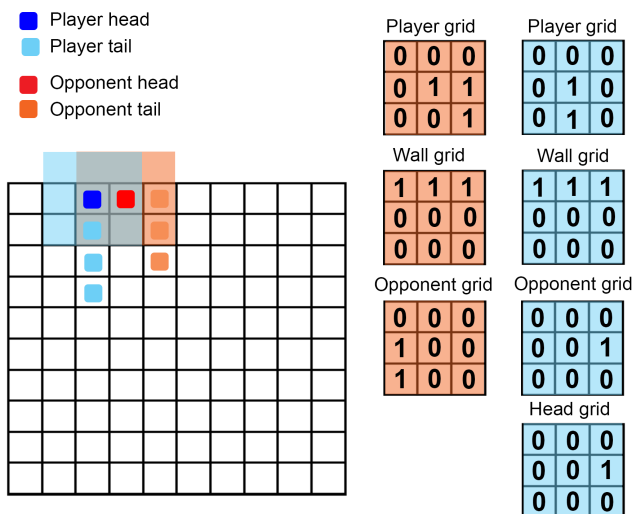 Player head
Player tail
Opponent head
Opponent tail
Player grid
0 0 0
0 1 1
0 0 1
Player grid
0 0 0
0 1 0
0 1 0
Wall grid
1 1 1
0 0 0
0 0 0
Wall grid
1 1 1
0 0 0
0 0 0
Opponent grid
0 0 0
1 0 0
1 0 0
Opponent grid
0 0 0
0 0 1
0 0 0
Head grid
0 0 0
0 0 1
0 0 0